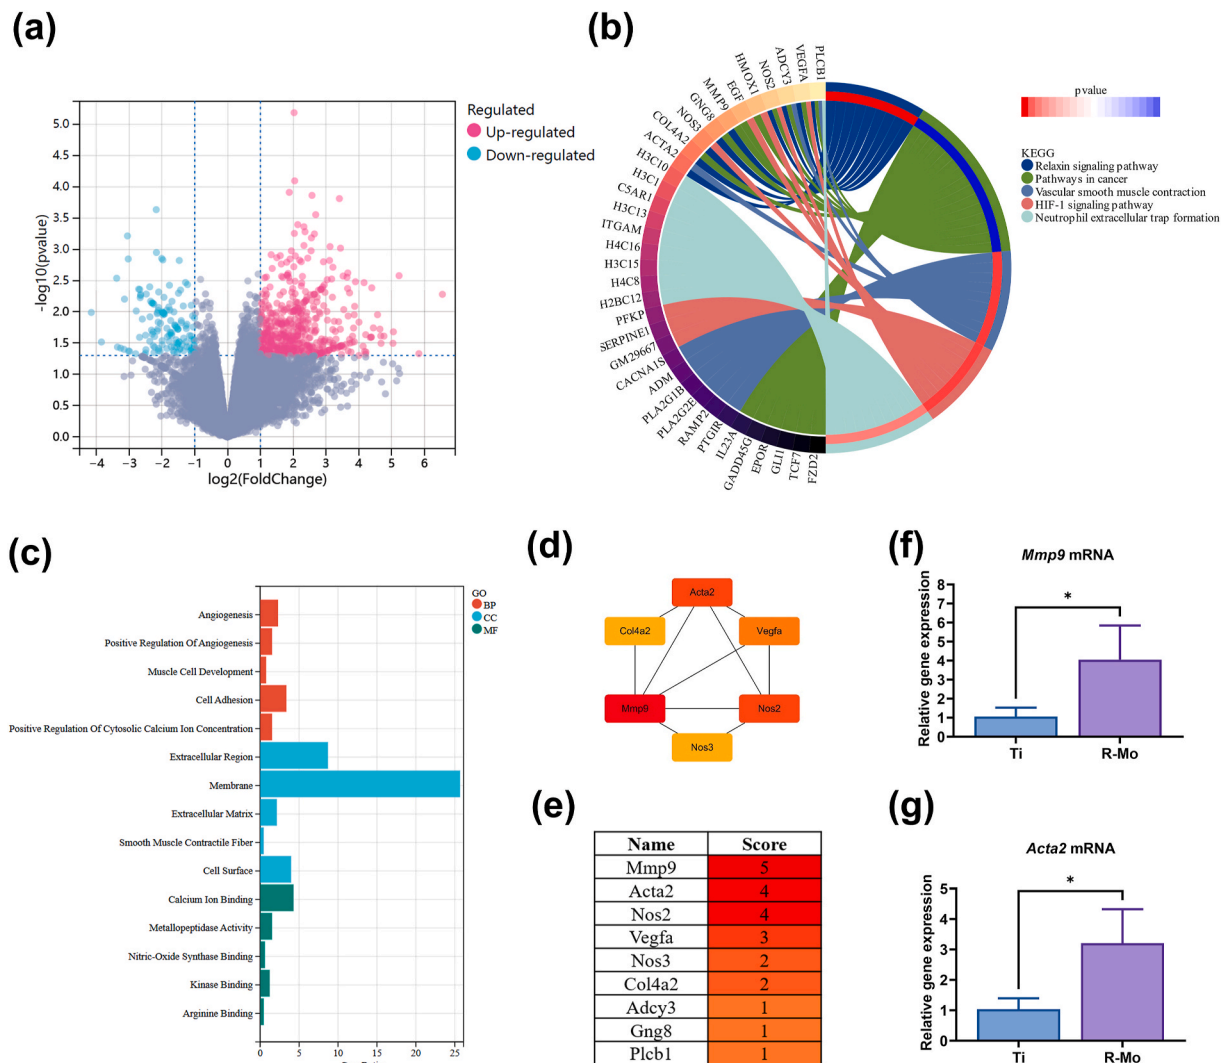 (a)
Regulated
Up-regulated
Down-regulated
-log10(pvalue)
5.0
4.5
4.0
3.5
3.0
2.5
2.0
1.5
1.0
0.5
0.0
−4 −3 −2 −1 0 1 2 3 4 5 6
log2(FoldChange)
(b)
PLCB1
VEGFA
ADCY3
NOS2
HMOX1
EGF
MMP9
GNG8
NOS3
COL4A2
ACTA2
H3C10
H3C1
C5AR1
H3C13
ITGAM
H4C16
H3C15
H4C8
H2BC12
PFKP
SERPINE1
GM29667
CACNA1S
ADM
PLA2G1B
PLA2G2E
RAMP2
PTGIR
IL23A
GADD45G
EPOR
GLI1
TCF7
FZD2
pvalue
KEGG
Relaxin signaling pathway
Pathways in cancer
Vascular smooth muscle contraction
HIF-1 signaling pathway
Neutrophil extracellular trap formation
(c)
GO
BP
CC
MF
Angiogenesis
Positive Regulation Of Angiogenesis
Muscle Cell Development
Cell Adhesion
Positive Regulation Of Cytosolic Calcium Ion Concentration
Extracellular Region
Membrane
Extracellular Matrix
Smooth Muscle Contractile Fiber
Cell Surface
Calcium Ion Binding
Metallopeptidase Activity
Nitric-Oxide Synthase Binding
Kinase Binding
Arginine Binding
0 5 10 15 20 25
(d)
Acta2
Col4a2
Vegfa
Mmp9
Nos2
Nos3
(e)
Name Score
Mmp9 5
Acta2 4
Nos2 4
Vegfa 3
Nos3 2
Col4a2 2
Adcy3 1
Gng8 1
Plcb1 1
(f)
Mmp9 mRNA
Relative gene expression
8
7
6
5
4
3
2
1
0
*
Ti R-Mo
(g)
Acta2 mRNA
Relative gene expression
5
4
3
2
1
0
*
Ti R-Mo